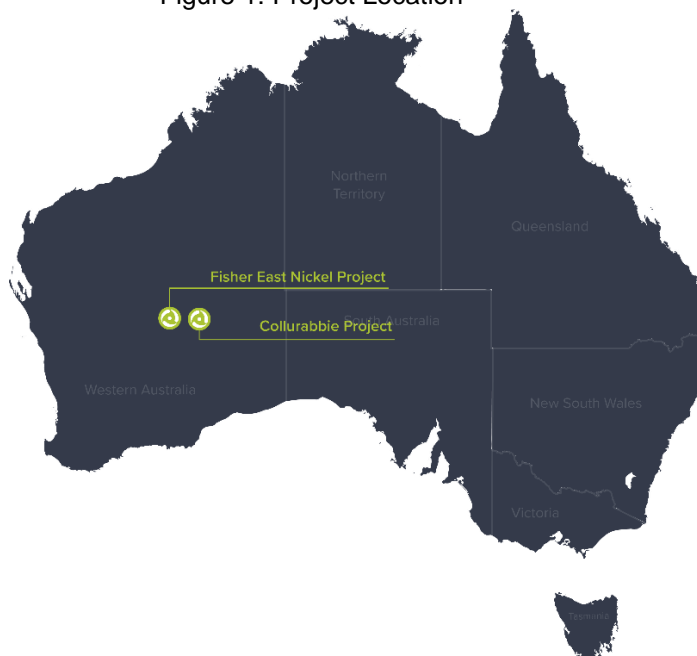 Figure 1: Project Location
Northern
Territory
Queensland
Fisher East Nickel Project
South Australia
Collurabbie Project
Western Australia
New South Wales
Victoria
Tasmania